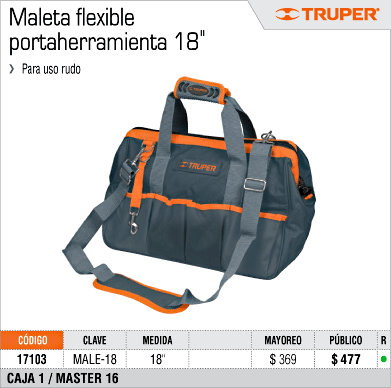 Maleta flexible
portaherramienta 18"
Para uso rudo
TRUPER®
TRUPER
CÓDIGO CLAVE MEDIDA MAYOREO PÚBLICO R
17103 MALE-18 18" $ 369 $ 477
CAJA 1 / MASTER 16